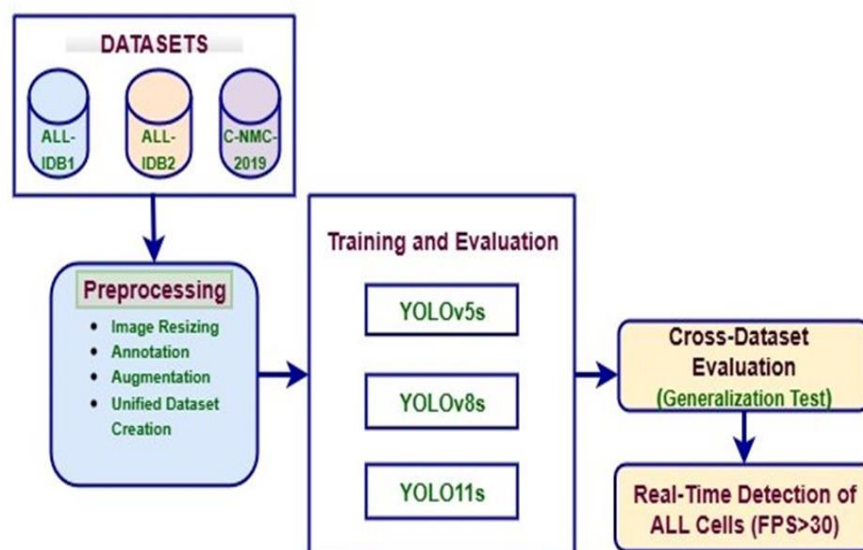 DATASETS
ALL-
IDB1
ALL-
IDB2
C-NMC-
2019
Preprocessing
• Image Resizing
• Annotation
• Augmentation
• Unified Dataset
Creation
Training and Evaluation
YOLOv5s
YOLOv8s
YOLO11s
Cross-Dataset
Evaluation
(Generalization Test)
Real-Time Detection of
ALL Cells (FPS>30)